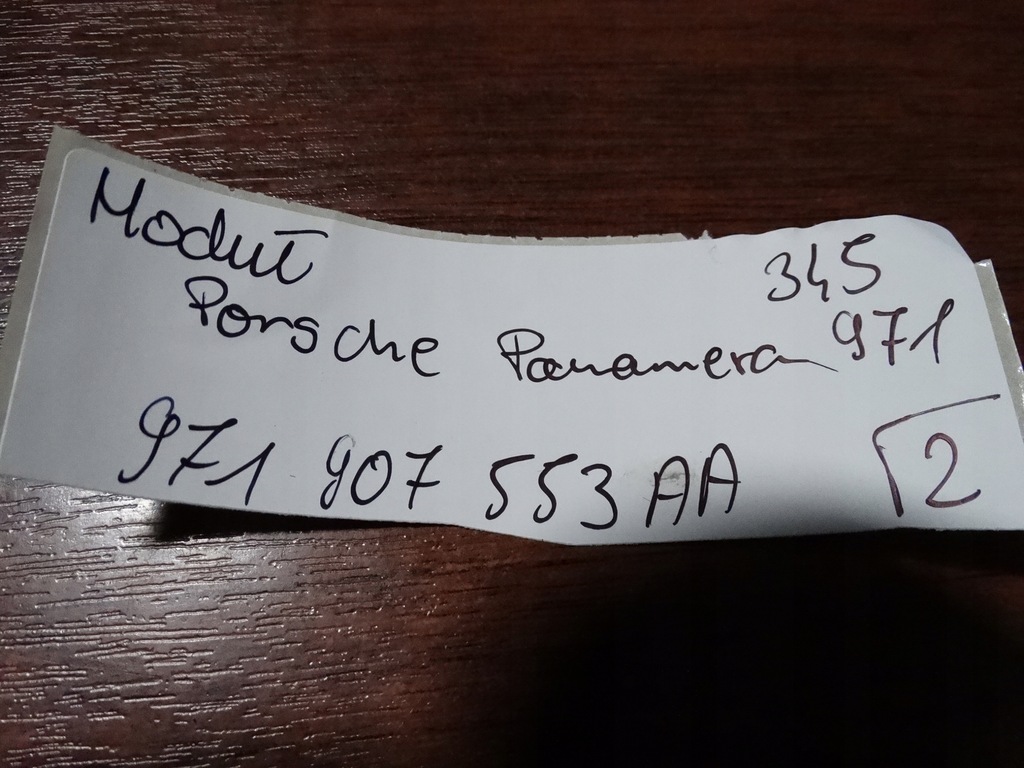 Moduł 345
Porsche Panamera 971
971 907 553 AA 2